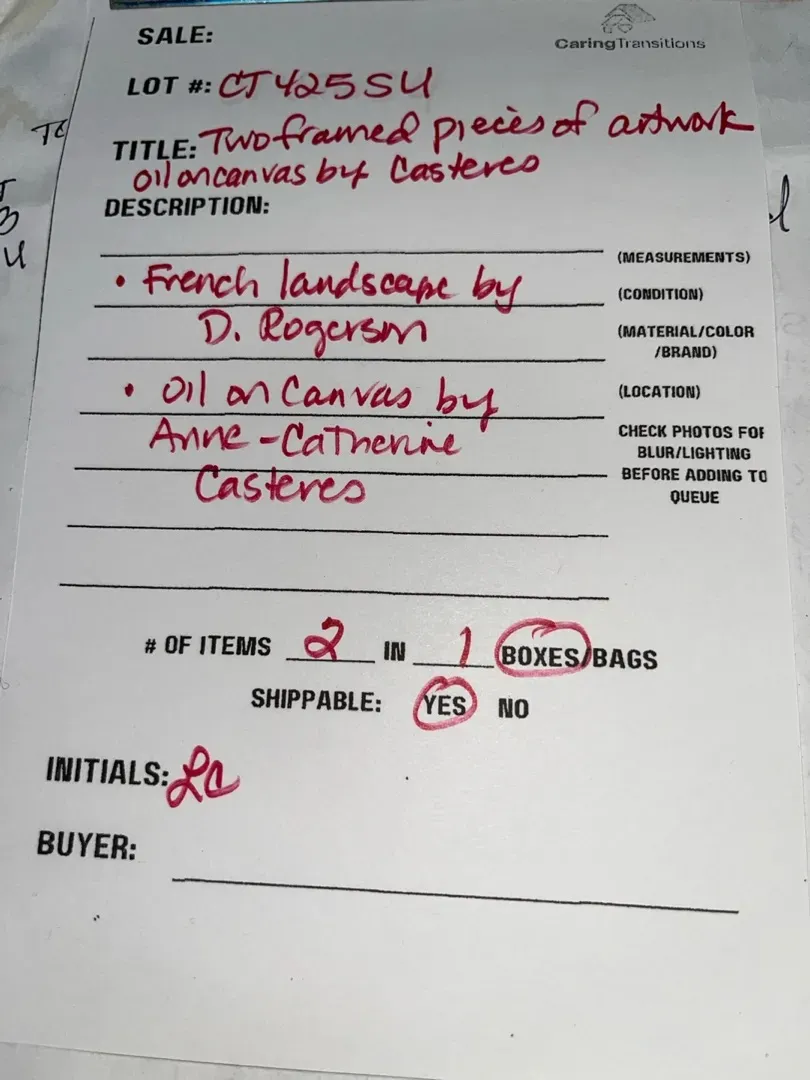 SALE:
CaringTransitions
LOT #: CT425SU
TITLE: Two framed pieces of artwork
oil on canvas by Casteres
DESCRIPTION:
(MEASUREMENTS)
• French landscape by
(CONDITION)
D. Rogerson
(MATERIAL/COLOR
/BRAND)
• Oil on Canvas by
(LOCATION)
Anne-Catherine
CHECK PHOTOS FOR
BLUR/LIGHTING
Casteres
BEFORE ADDING TO
QUEUE
# OF ITEMS 2 IN 1 BOXES/BAGS
SHIPPABLE: YES NO
INITIALS: LC
BUYER: